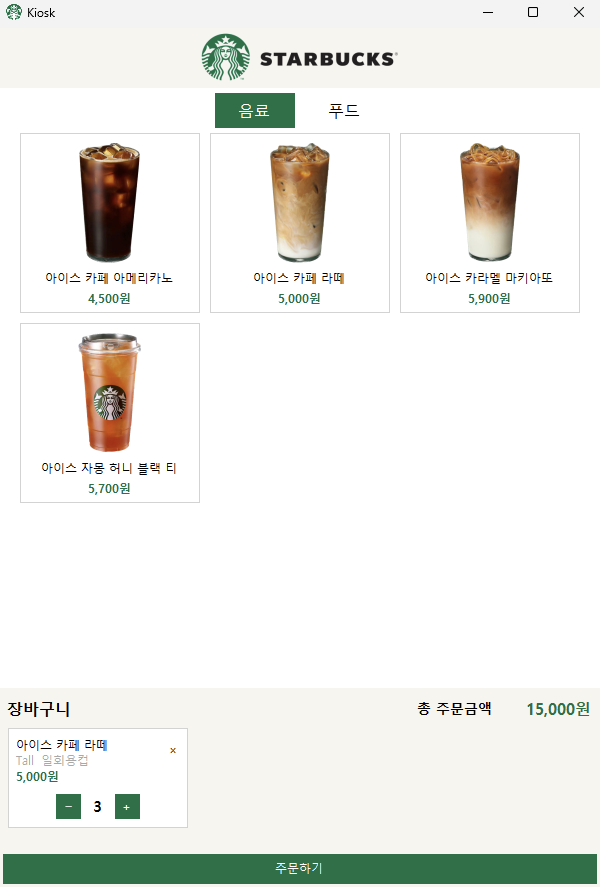 Kiosk
STARBUCKS
음료 푸드
아이스 카페 아메리카노
4,500원
아이스 카페 라떼
5,000원
아이스 카라멜 마키아또
5,900원
아이스 자몽 허니 블랙 티
5,700원
장바구니
총 주문금액 15,000원
아이스 카페 라떼 ×
Tall 일회용컵
5,000원
− 3 +
주문하기